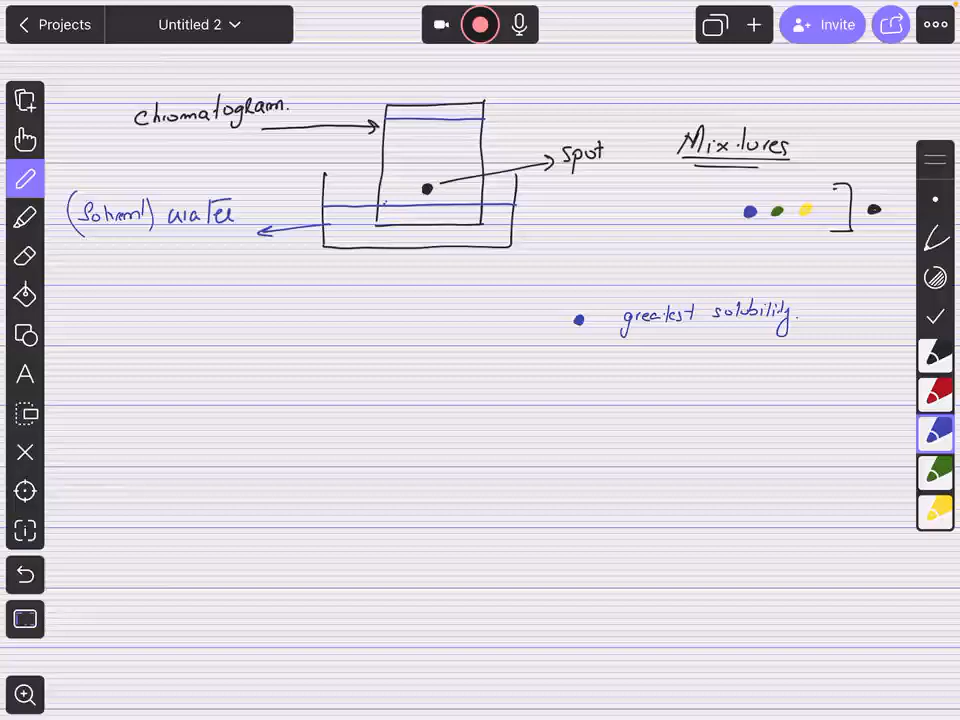 Projects
Untitled 2
Invite
chromatogram.
spot
Mixtures
(Solvent) water
greatest solubility.
A